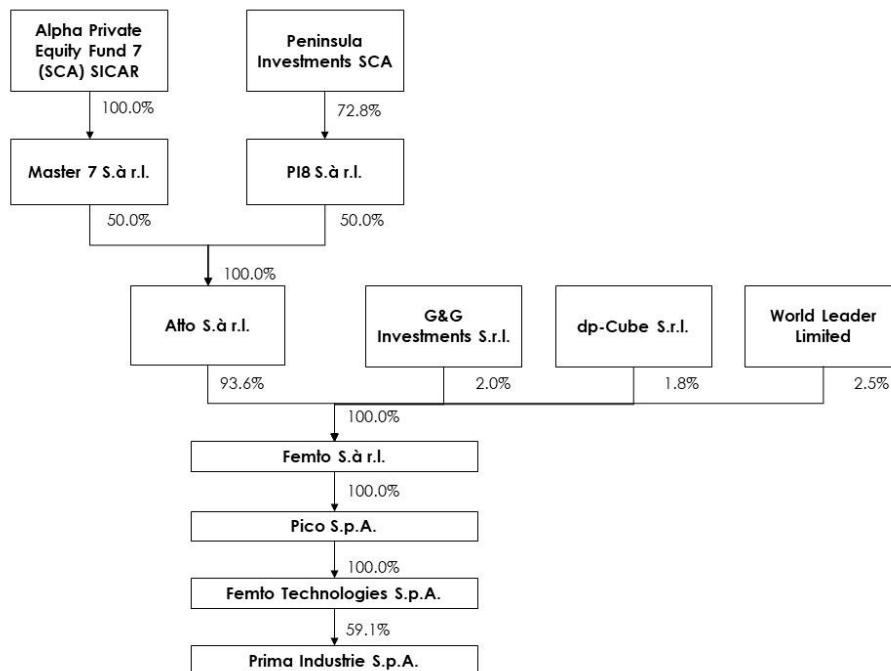 Alpha Private
Equity Fund 7
(SCA) SICAR
Peninsula
Investments SCA
100.0%
72.8%
Master 7 S.à r.l.
PI8 S.à r.l.
50.0%
50.0%
100.0%
Atto S.à r.l.
G&G
Investments S.r.l.
dp-Cube S.r.l.
World Leader
Limited
93.6%
2.0%
1.8%
2.5%
100.0%
Femto S.à r.l.
100.0%
Pico S.p.A.
100.0%
Femto Technologies S.p.A.
59.1%
Prima Industrie S.p.A.